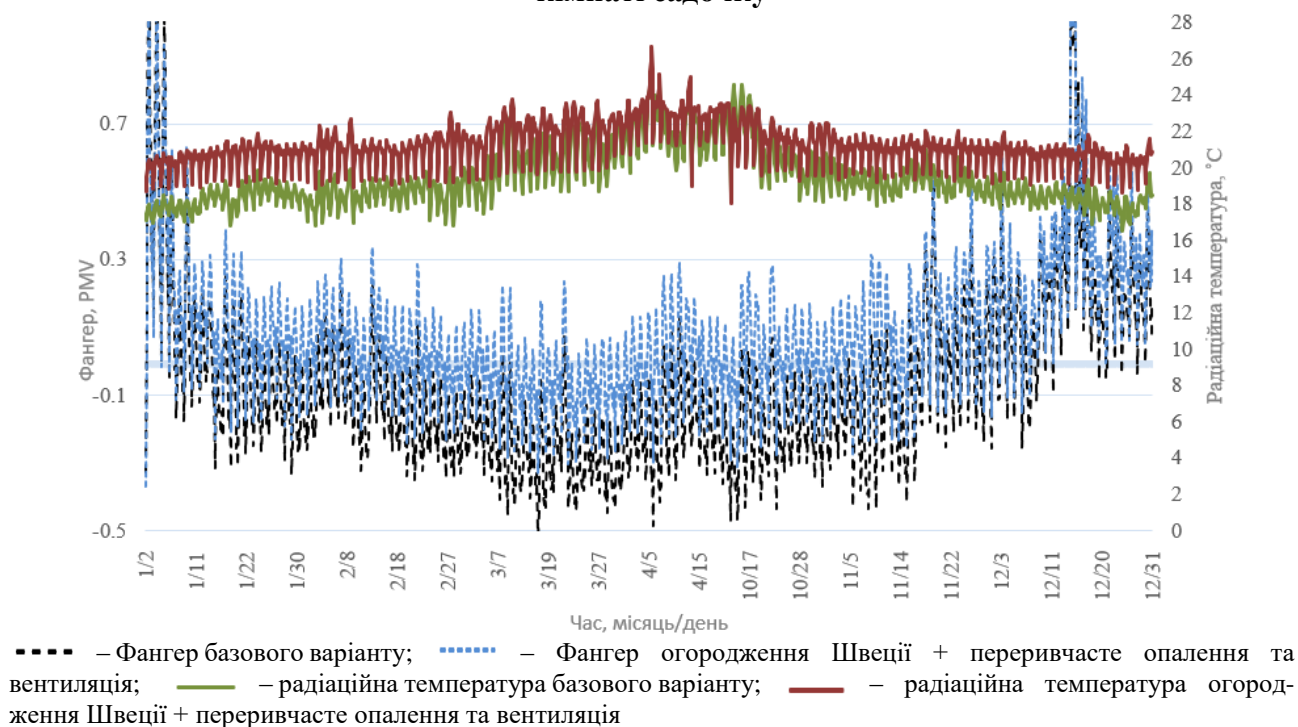 28
26
24
22
20
18
16
14
12
10
8
6
4
2
0
Радіаційна температура, ˚С
0.7
0.3
-0.1
-0.5
Фангер, PMV
1/2 1/11 1/22 1/30 2/8 2/18 2/27 3/7 3/19 3/27 4/5 4/15 10/17 10/28 11/5 11/14 11/22 12/3 12/11 12/20 12/31
Час, місяць/день
– Фангер базового варіанту; – Фангер огородження Швеції + переривчасте опалення та
вентиляція; – радіаційна температура базового варіанту; – радіаційна температура огород-
ження Швеції + переривчасте опалення та вентиляція